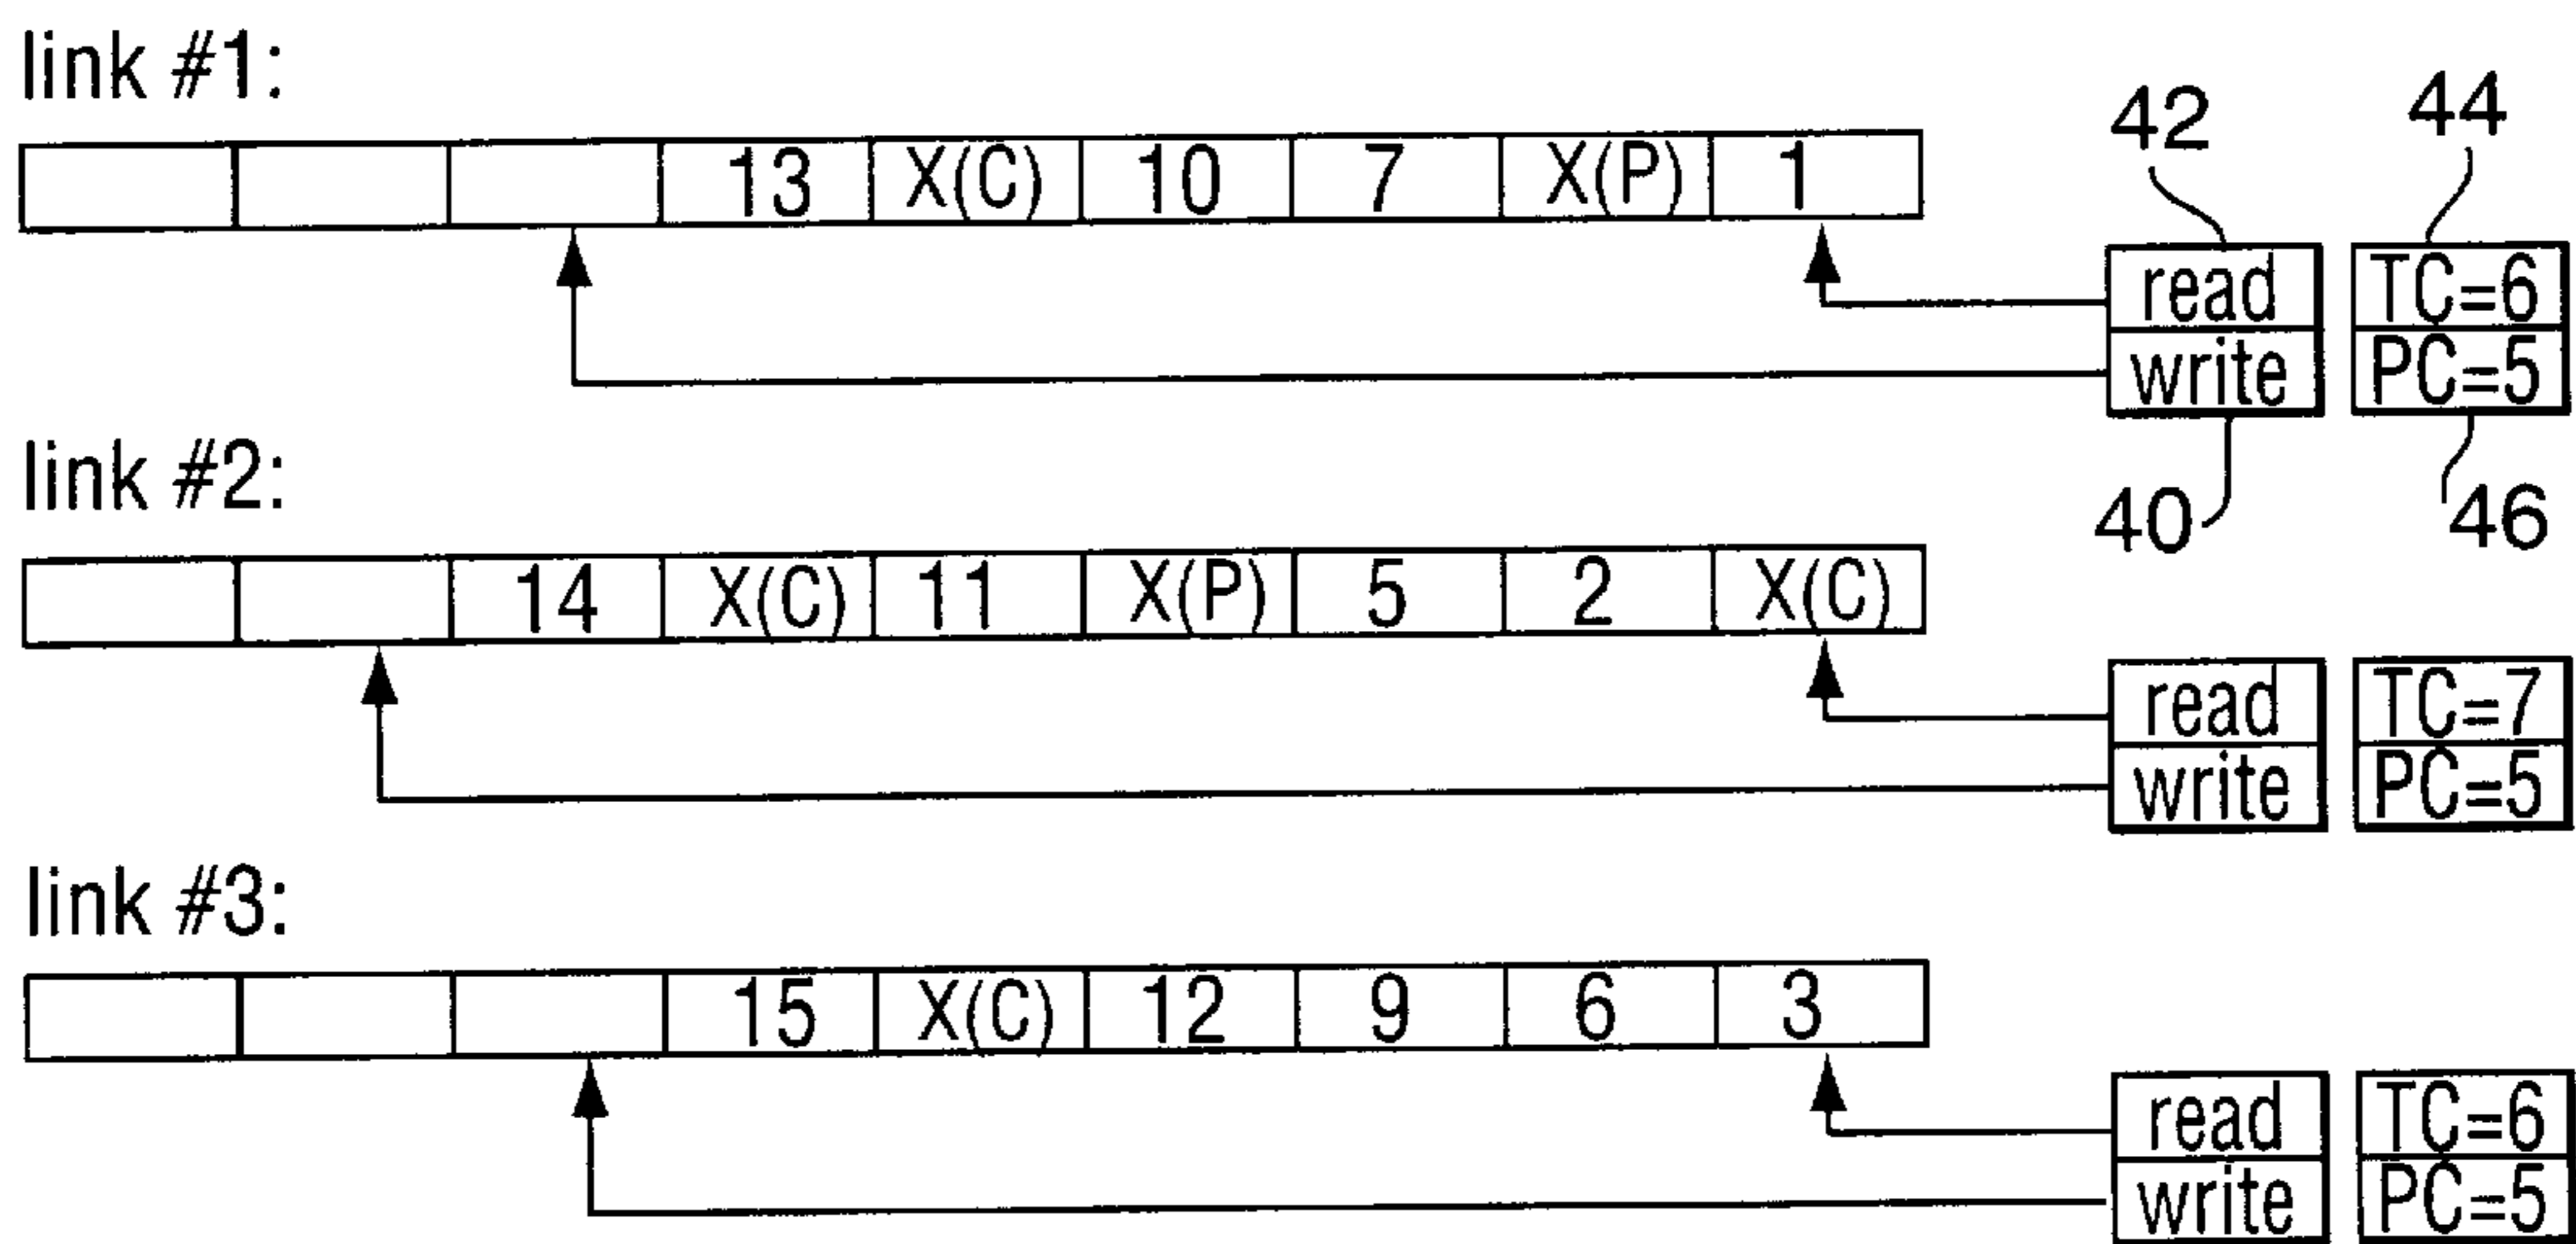 link #1:
13 X(C) 10 7 X(P) 1
42 44
read TC=6
write PC=5
40 46
link #2:
14 X(C) 11 X(P) 5 2 X(C)
read TC=7
write PC=5
link #3:
15 X(C) 12 9 6 3
read TC=6
write PC=5